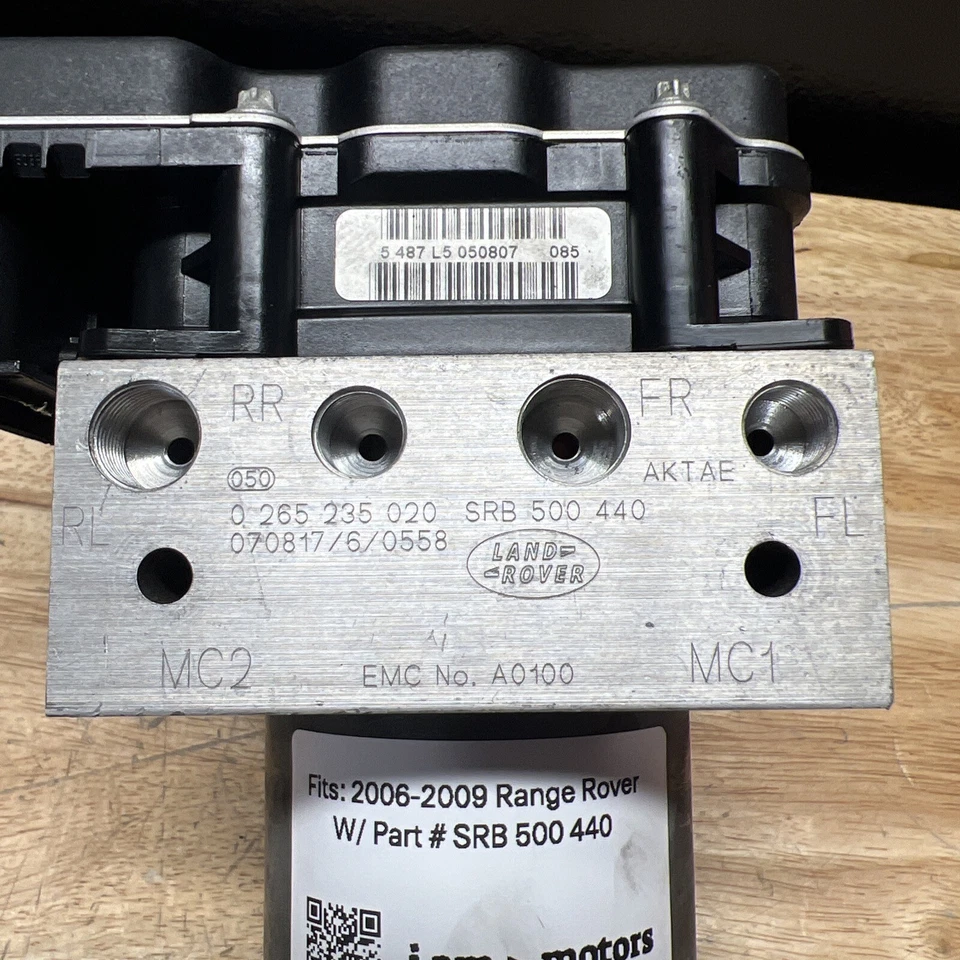 5 487 L5 050807 085
RR FR
050
AKTAE
RL FL
0 265 235 020 SRB 500 440
070817/6/0558
LAND
ROVER
MC2 MC1
EMC No. A0100
Fits: 2006-2009 Range Rover
W/ Part # SRB 500 440
motors